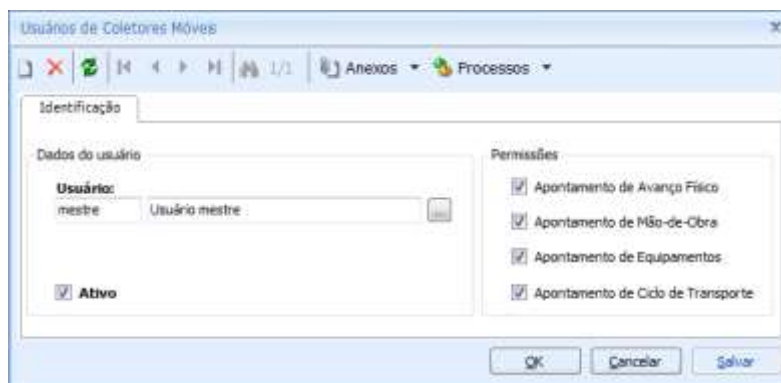 Usuários de Coletores Móveis
1/1 Anexos Processos
Identificação
Dados do usuário
Usuário:
mestre Usuário mestre
...
Ativo
Permissões
Apontamento de Avanço Físico
Apontamento de Mão-de-Obra
Apontamento de Equipamentos
Apontamento de Ciclo de Transporte
OK Cancelar Salvar